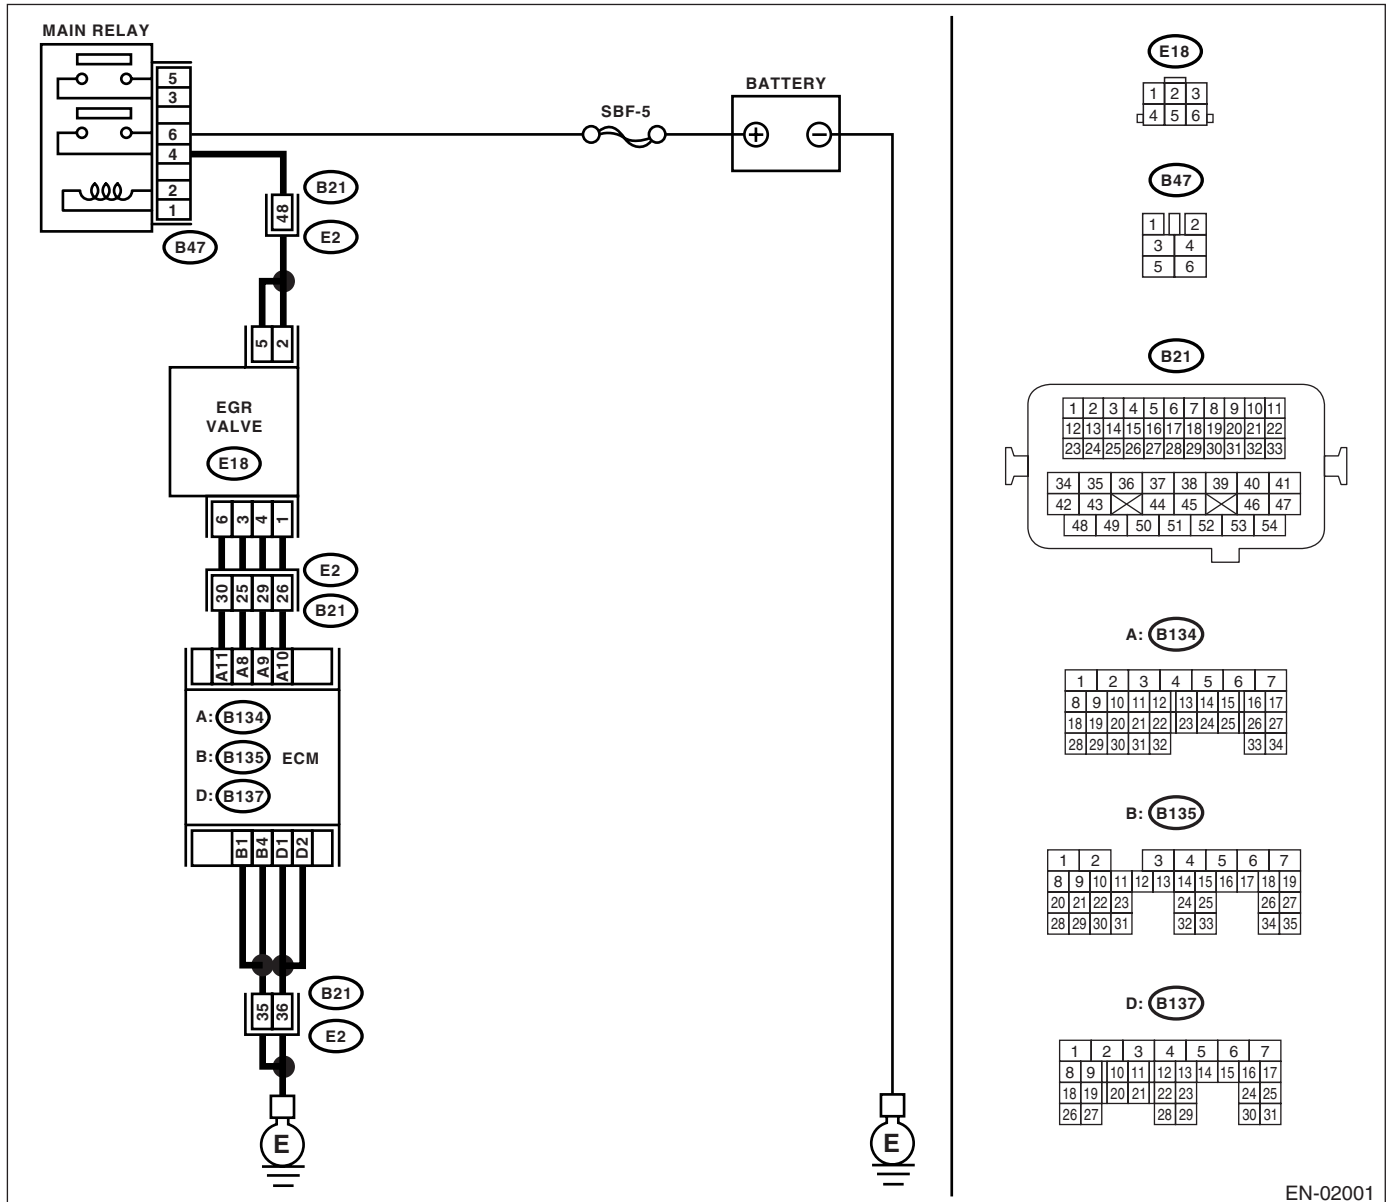 MAIN RELAY
5
3
6
4
2
1
B47
SBF-5
BATTERY
+
−
48
B21
E2
5 2
EGR
VALVE
E18
6 3 4 1
E2
30 25 29 26
B21
A11 A8 A9 A10
A: B134
B: B135 ECM
D: B137
B1 B4 D1 D2
B21
35 36
E2
E
E
E18
1 2 3
4 5 6
B47
1 2
3 4
5 6
B21
1 2 3 4 5 6 7 8 9 10 11
12 13 14 15 16 17 18 19 20 21 22
23 24 25 26 27 28 29 30 31 32 33
34 35 36 37 38 39 40 41
42 43 44 45 46 47
48 49 50 51 52 53 54
A: B134
1 2 3 4 5 6 7
8 9 10 11 12 13 14 15 16 17
18 19 20 21 22 23 24 25 26 27
28 29 30 31 32 33 34
B: B135
1 2 3 4 5 6 7
8 9 10 11 12 13 14 15 16 17 18 19
20 21 22 23 24 25 26 27
28 29 30 31 32 33 34 35
D: B137
1 2 3 4 5 6 7
8 9 10 11 12 13 14 15 16 17
18 19 20 21 22 23 24 25
26 27 28 29 30 31
EN-02001